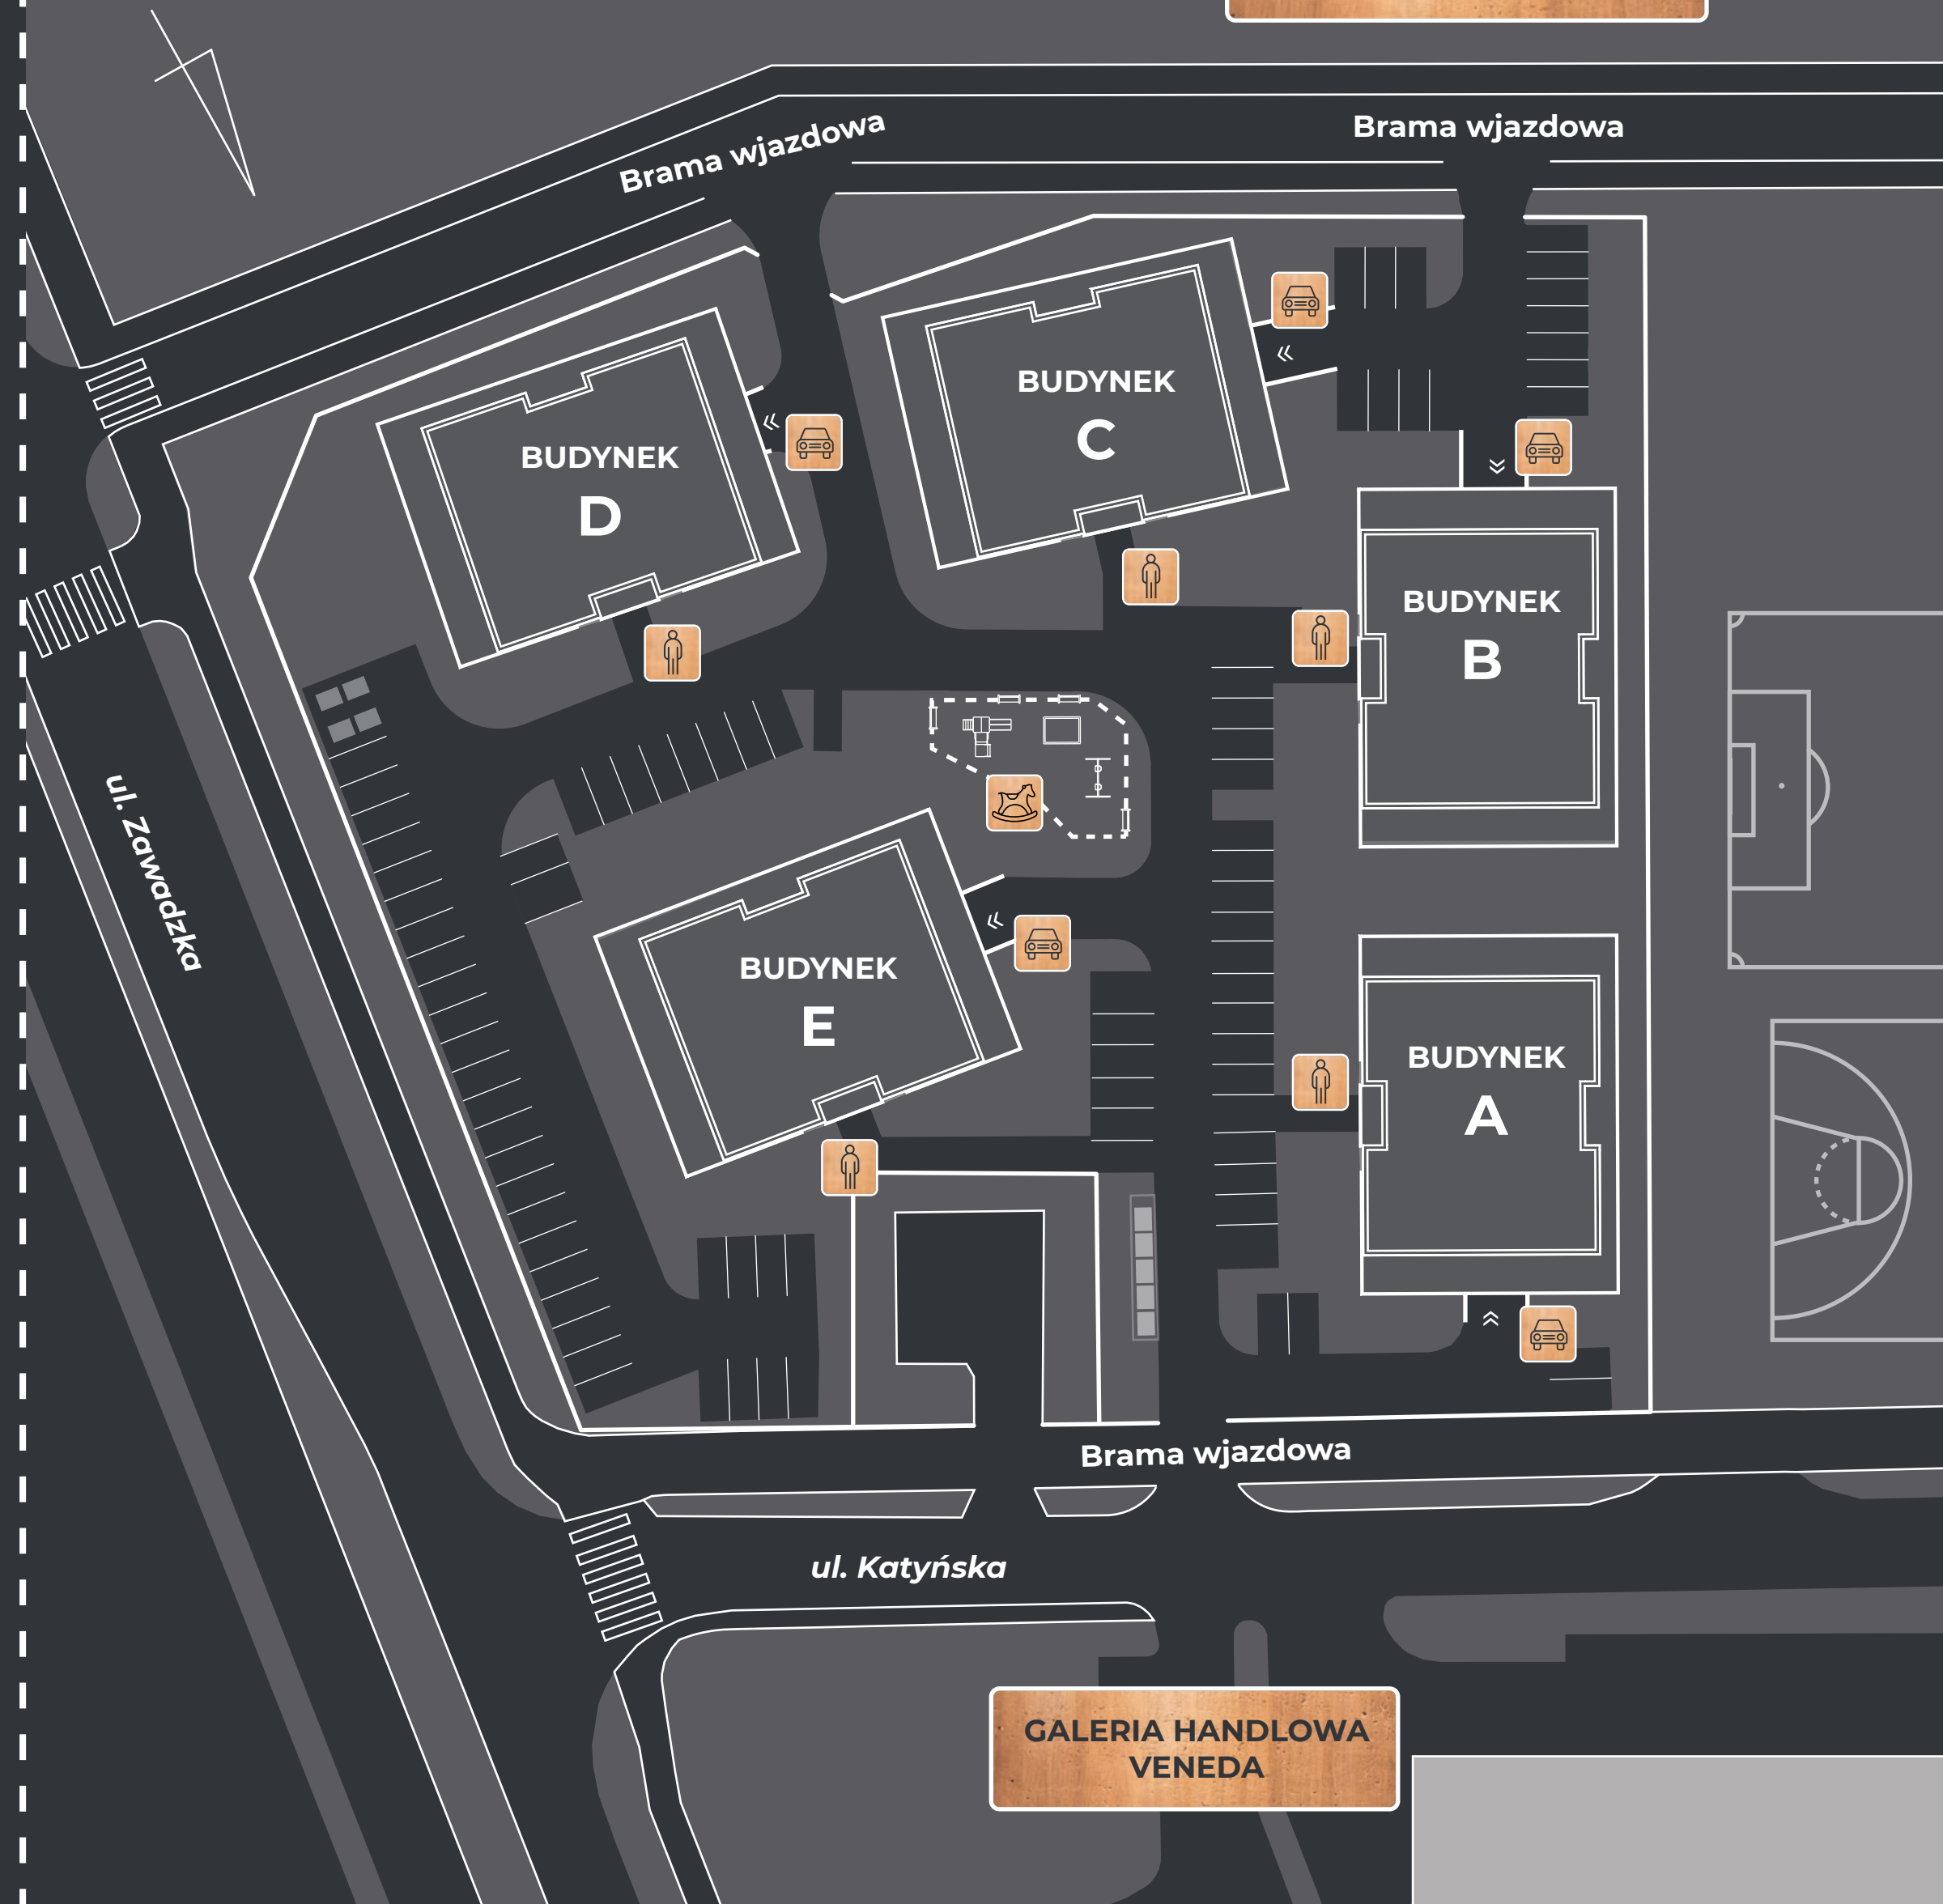 Brama wjazdowa
Brama wjazdowa
BUDYNEK
C
BUDYNEK
D
BUDYNEK
B
ul. Zawadzka
BUDYNEK
E
BUDYNEK
A
Brama wjazdowa
ul. Katyńska
GALERIA HANDLOWA
VENEDA